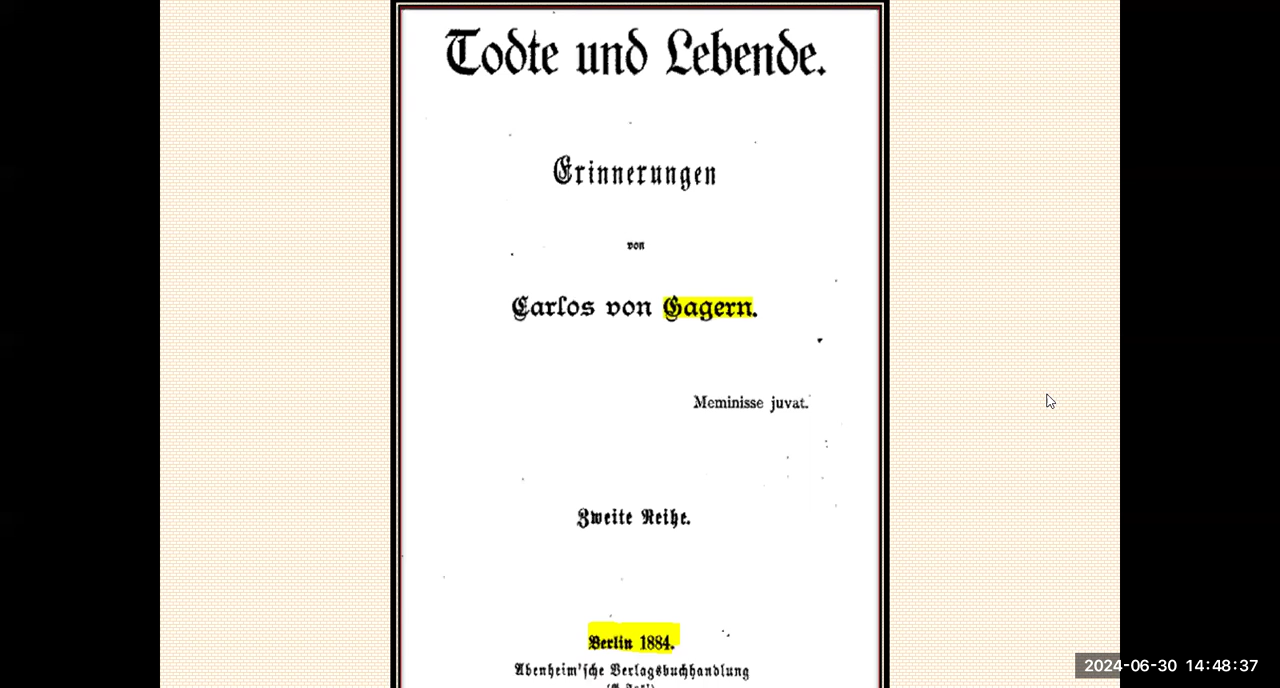 Todte und Lebende.
Erinnerungen
von
Carlos von Gagern.
Meminisse juvat.
Zweite Reihe.
Berlin 1884.
Abenheim'sche Verlagsbuchhandlung
2024-06-30 14:48:37